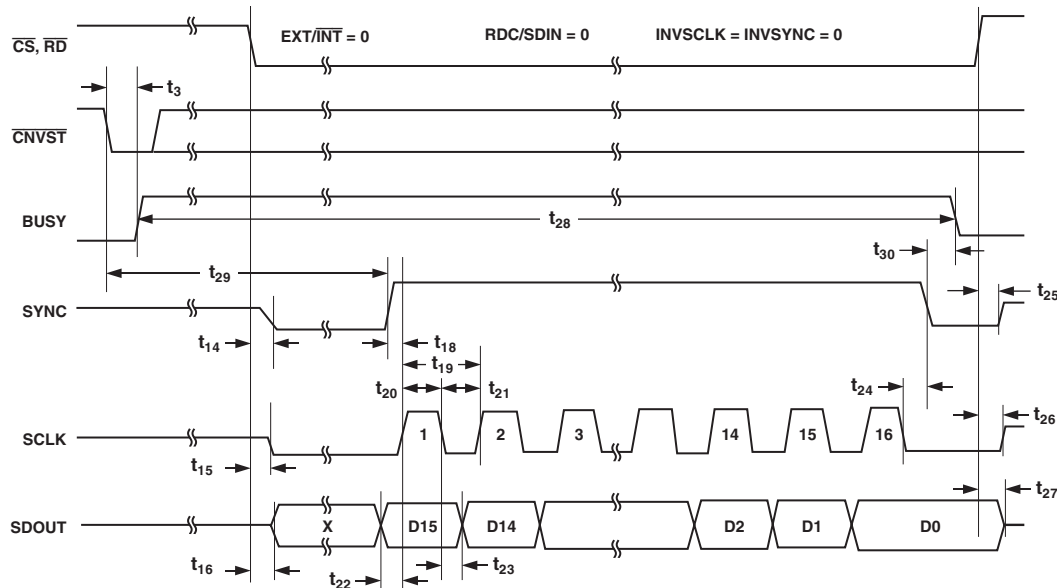 EXT/INT = 0 RDC/SDIN = 0 INVSCLK = INVSYNC = 0
CS, RD
t3
CNVST
BUSY
t28
t30
t29
t25
SYNC
t14
t18
t19
t20
t21
t24
t26
SCLK
1 2 3 14 15 16
t15
t27
SDOUT
X D15 D14 D2 D1 D0
t16
t22
t23